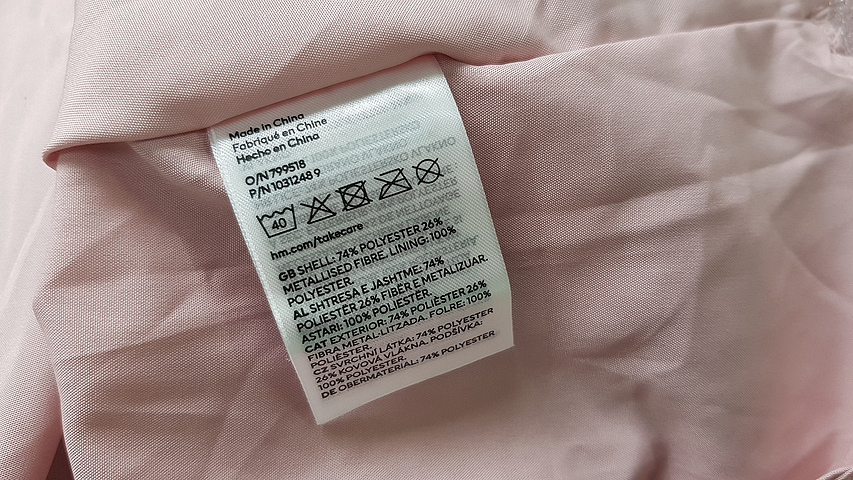 Made in China
Fabriqué en Chine
Hecho en China
O/N 799518
P/N 1031248 9
40
hm.com/takecare
GB SHELL: 74% POLYESTER 26%
METALLISED FIBRE. LINING: 100%
POLYESTER.
AL SHTRESA E JASHTME: 74%
POLIESTËR 26% FIBËR E METALIZUAR.
ASTARI: 100% POLIESTËR.
CAT EXTERIOR: 74% POLIÈSTER 26%
FIBRA METAL·LITZADA. FOLRE: 100%
POLIÈSTER.
CZ SVRCHNÍ LÁTKA: 74% POLYESTER
26% KOVOVÁ VLÁKNA. PODŠÍVKA:
100% POLYESTER.
DE OBERMATERIAL: 74% POLYESTER